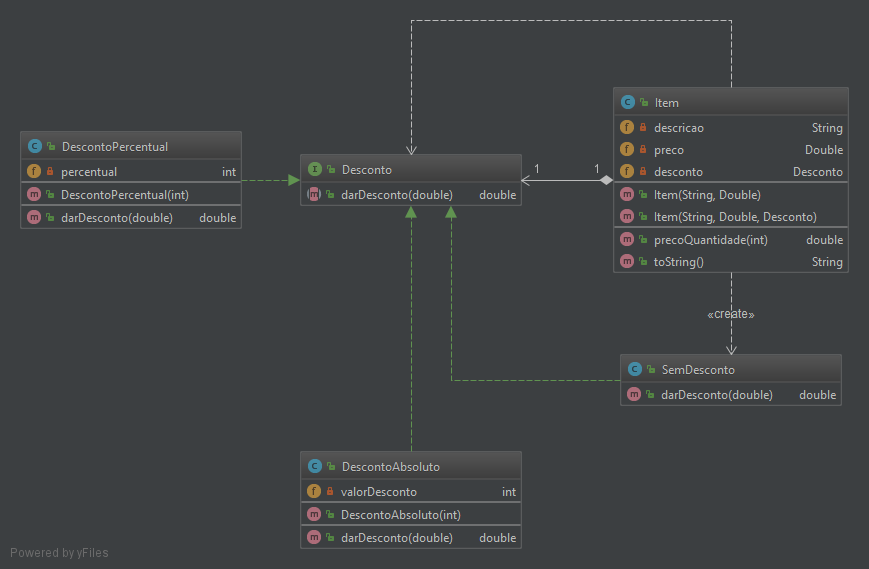 DescontoPercentual
percentual int
DescontoPercentual(int)
darDesconto(double) double
I Desconto
m darDesconto(double) double
1 1
C Item
f descricao String
f preco Double
f desconto Desconto
m Item(String, Double)
m Item(String, Double, Desconto)
m precoQuantidade(int) double
m toString() String
«create»
C SemDesconto
m darDesconto(double) double
C DescontoAbsoluto
f valorDesconto int
m DescontoAbsoluto(int)
m darDesconto(double) double
Powered by yFiles